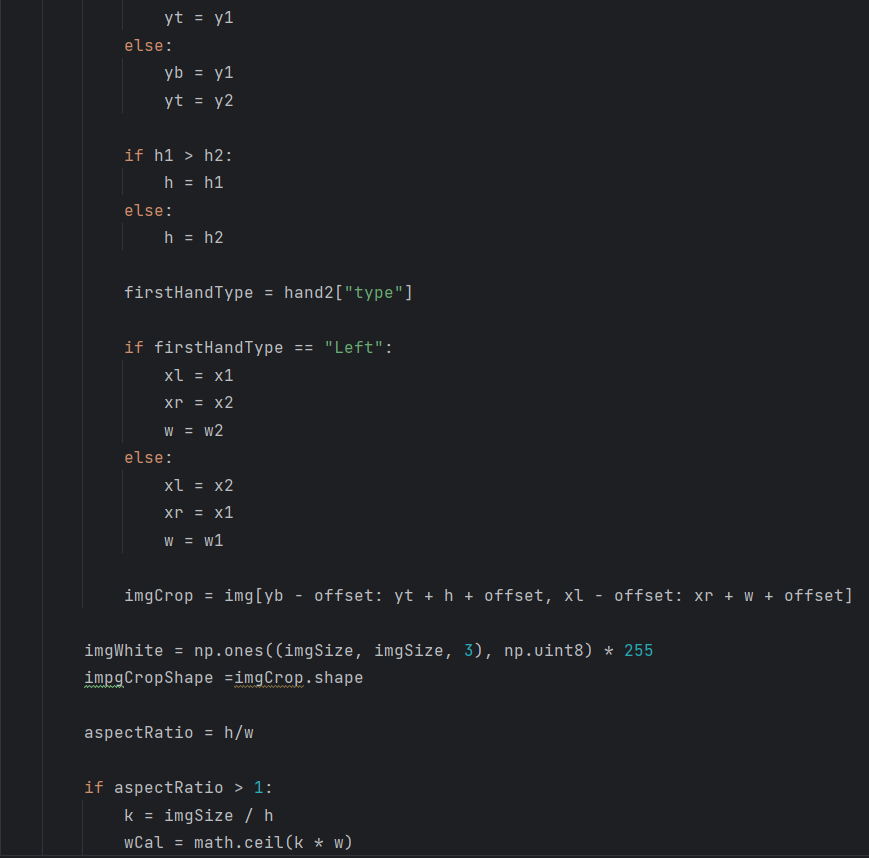 yt = y1
else:
yb = y1
yt = y2
if h1 > h2:
h = h1
else:
h = h2
firstHandType = hand2["type"]
if firstHandType == "Left":
xl = x1
xr = x2
w = w2
else:
xl = x2
xr = x1
w = w1
imgCrop = img[yb - offset: yt + h + offset, xl - offset: xr + w + offset]
imgWhite = np.ones((imgSize, imgSize, 3), np.uint8) * 255
impgCropShape =imgCrop.shape
aspectRatio = h/w
if aspectRatio > 1:
k = imgSize / h
wCal = math.ceil(k * w)